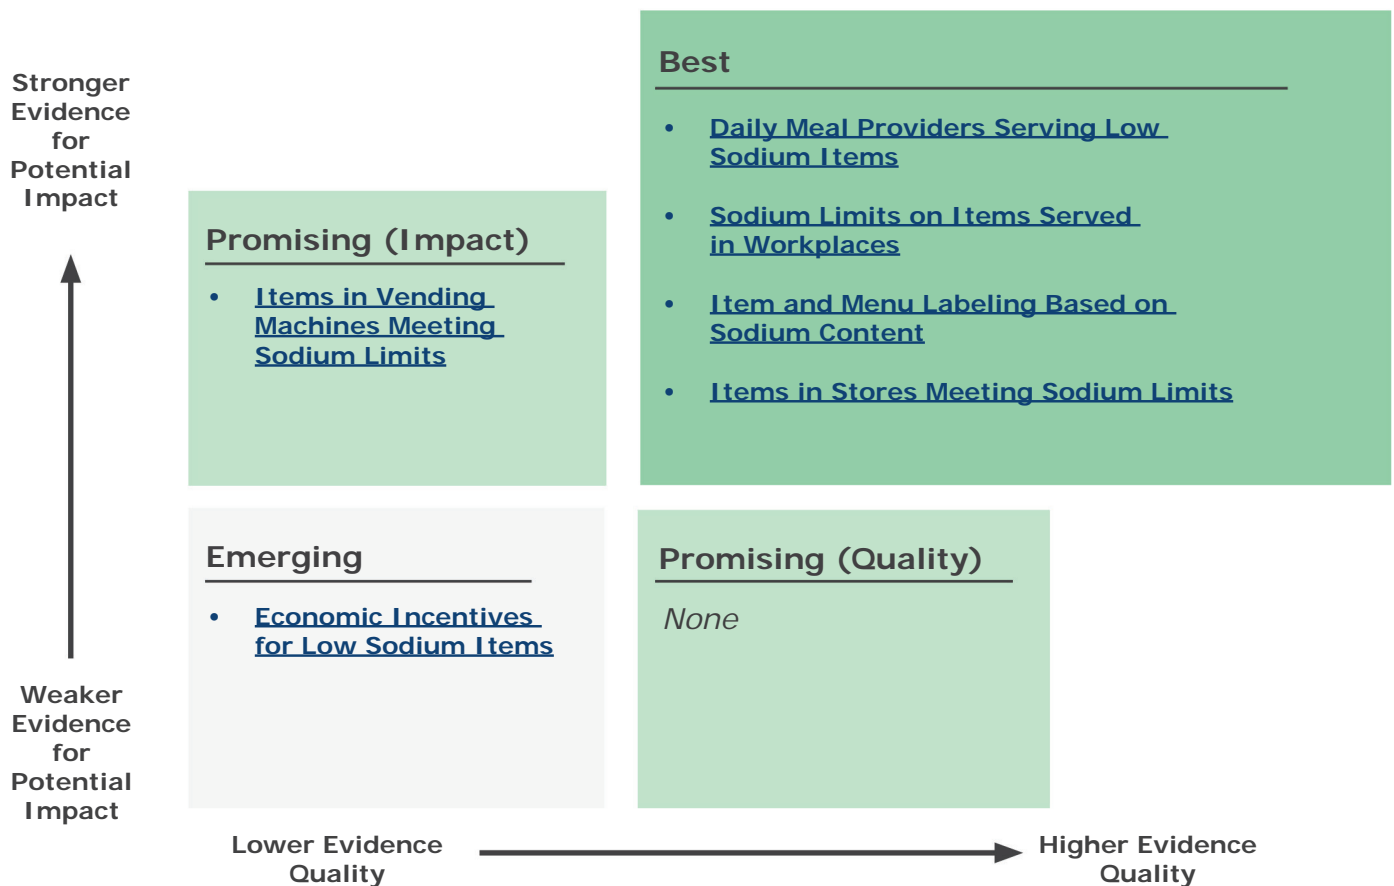 Stronger
Evidence
for
Potential
Impact
Best
• Daily Meal Providers Serving Low
Sodium Items
• Sodium Limits on Items Served
in Workplaces
• Item and Menu Labeling Based on
Sodium Content
• Items in Stores Meeting Sodium Limits
Promising (Impact)
• Items in Vending
Machines Meeting
Sodium Limits
Emerging
• Economic Incentives
for Low Sodium Items
Promising (Quality)
None
Weaker
Evidence
for
Potential
Impact
Lower Evidence
Quality
Higher Evidence
Quality